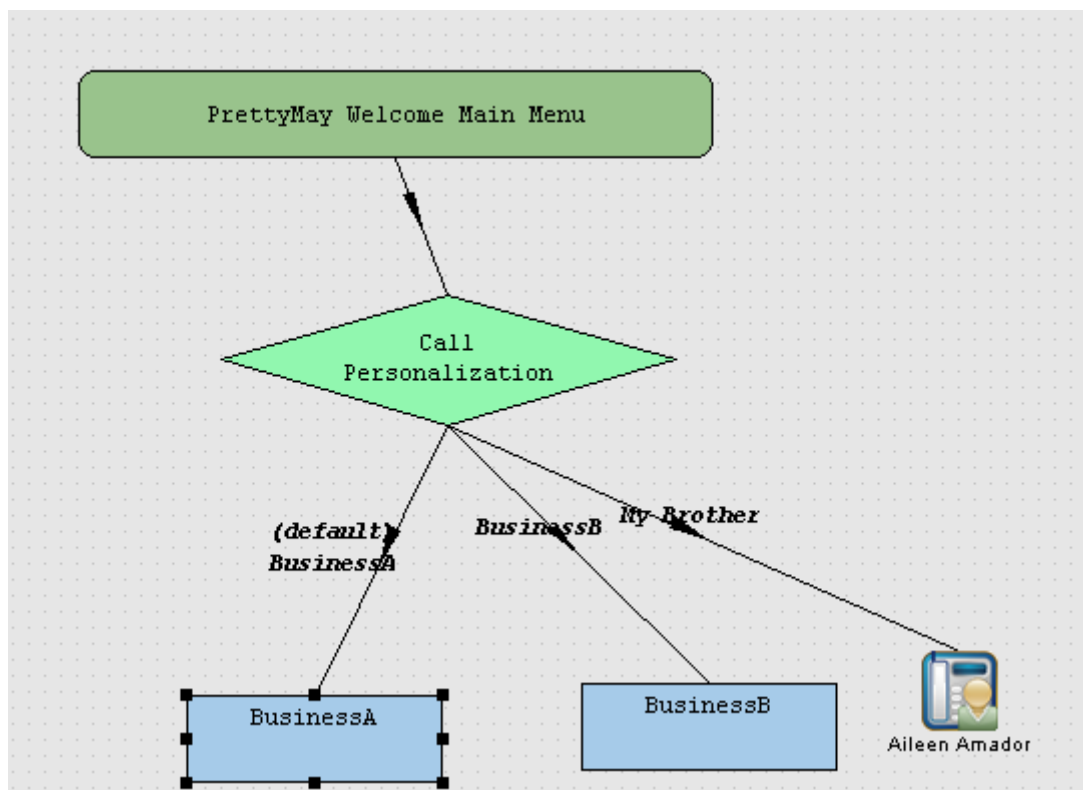 PrettyMay Welcome Main Menu
Call
Personalization
(default)
BusinessA
BusinessB
My Brother
BusinessA
BusinessB
Aileen Amador